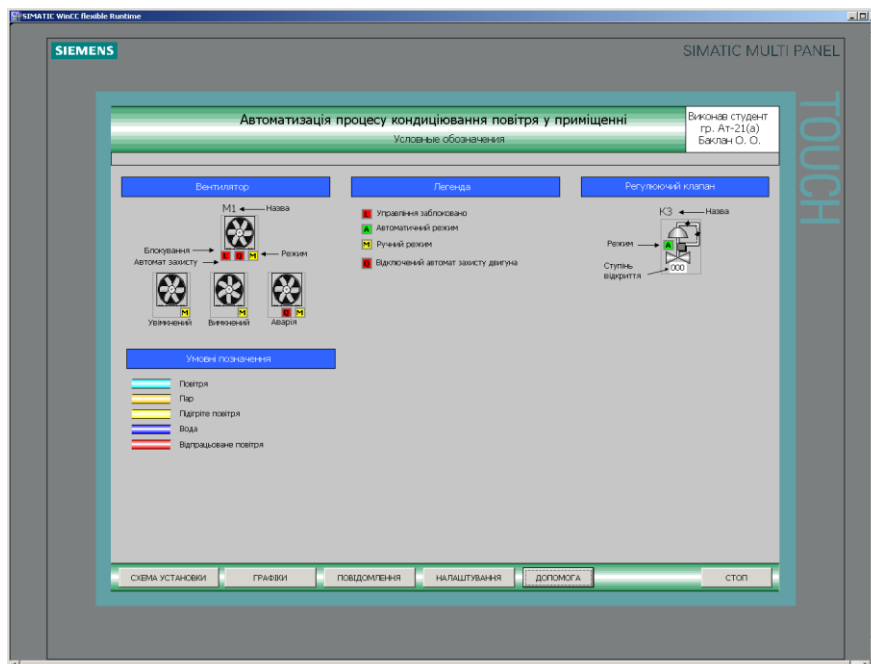 SIMATIC WinCC flexible Runtime
SIEMENS
SIMATIC MULTI PANEL
TOUCH
Автоматизація процесу кондиціювання повітря у приміщенні
Условные обозначения
Виконав студент
гр. Ат-21(а)
Баклан О. О.
Вентилятор
М1
Назва
Блокування
Автомат захисту
L Q M
Режим
M
M
Q M
Увімкнений
Вимкнений
Аварія
Легенда
L Управління заблоковано
A Автоматичний режим
M Ручний режим
Q Відключений автомат захисту двигуна
Регулюючий клапан
К3
Назва
Режим
A
Ступінь
відкриття
000
Умовні позначення
Повітря
Пар
Підігріте повітря
Вода
Відпрацьоване повітря
СХЕМА УСТАНОВКИ
ГРАФІКИ
ПОВІДОМЛЕННЯ
НАЛАШТУВАННЯ
ДОПОМОГА
СТОП